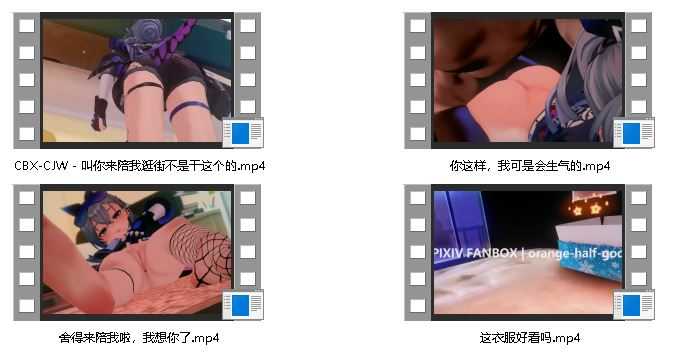 CBX-CJW - 叫你来陪我逛街不是干这个的.mp4
你这样，我可是会生气的.mp4
PIXIV FANBOX | orange-half-god
舍得来陪我啦，我想你了.mp4
这衣服好看吗.mp4